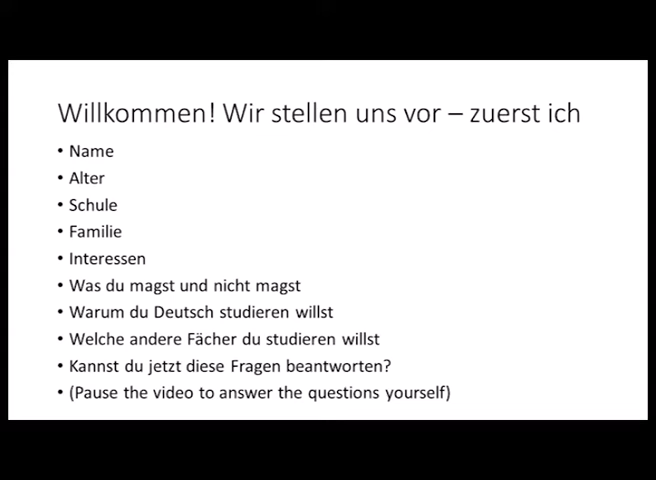 Willkommen! Wir stellen uns vor – zuerst ich
• Name
• Alter
• Schule
• Familie
• Interessen
• Was du magst und nicht magst
• Warum du Deutsch studieren willst
• Welche andere Fächer du studieren willst
• Kannst du jetzt diese Fragen beantworten?
• (Pause the video to answer the questions yourself)